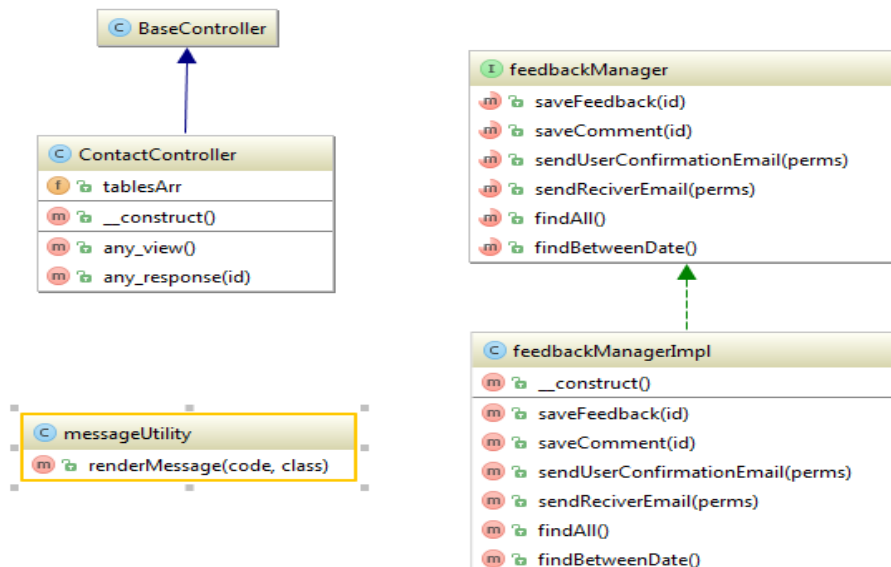 C BaseController
C ContactController
f tablesArr
m __construct()
m any_view()
m any_response(id)
C messageUtility
m renderMessage(code, class)
I feedbackManager
m saveFeedback(id)
m saveComment(id)
m sendUserConfirmationEmail(perms)
m sendReciverEmail(perms)
m findAll()
m findBetweenDate()
C feedbackManagerImpl
m __construct()
m saveFeedback(id)
m saveComment(id)
m sendUserConfirmationEmail(perms)
m sendReciverEmail(perms)
m findAll()
m findBetweenDate()